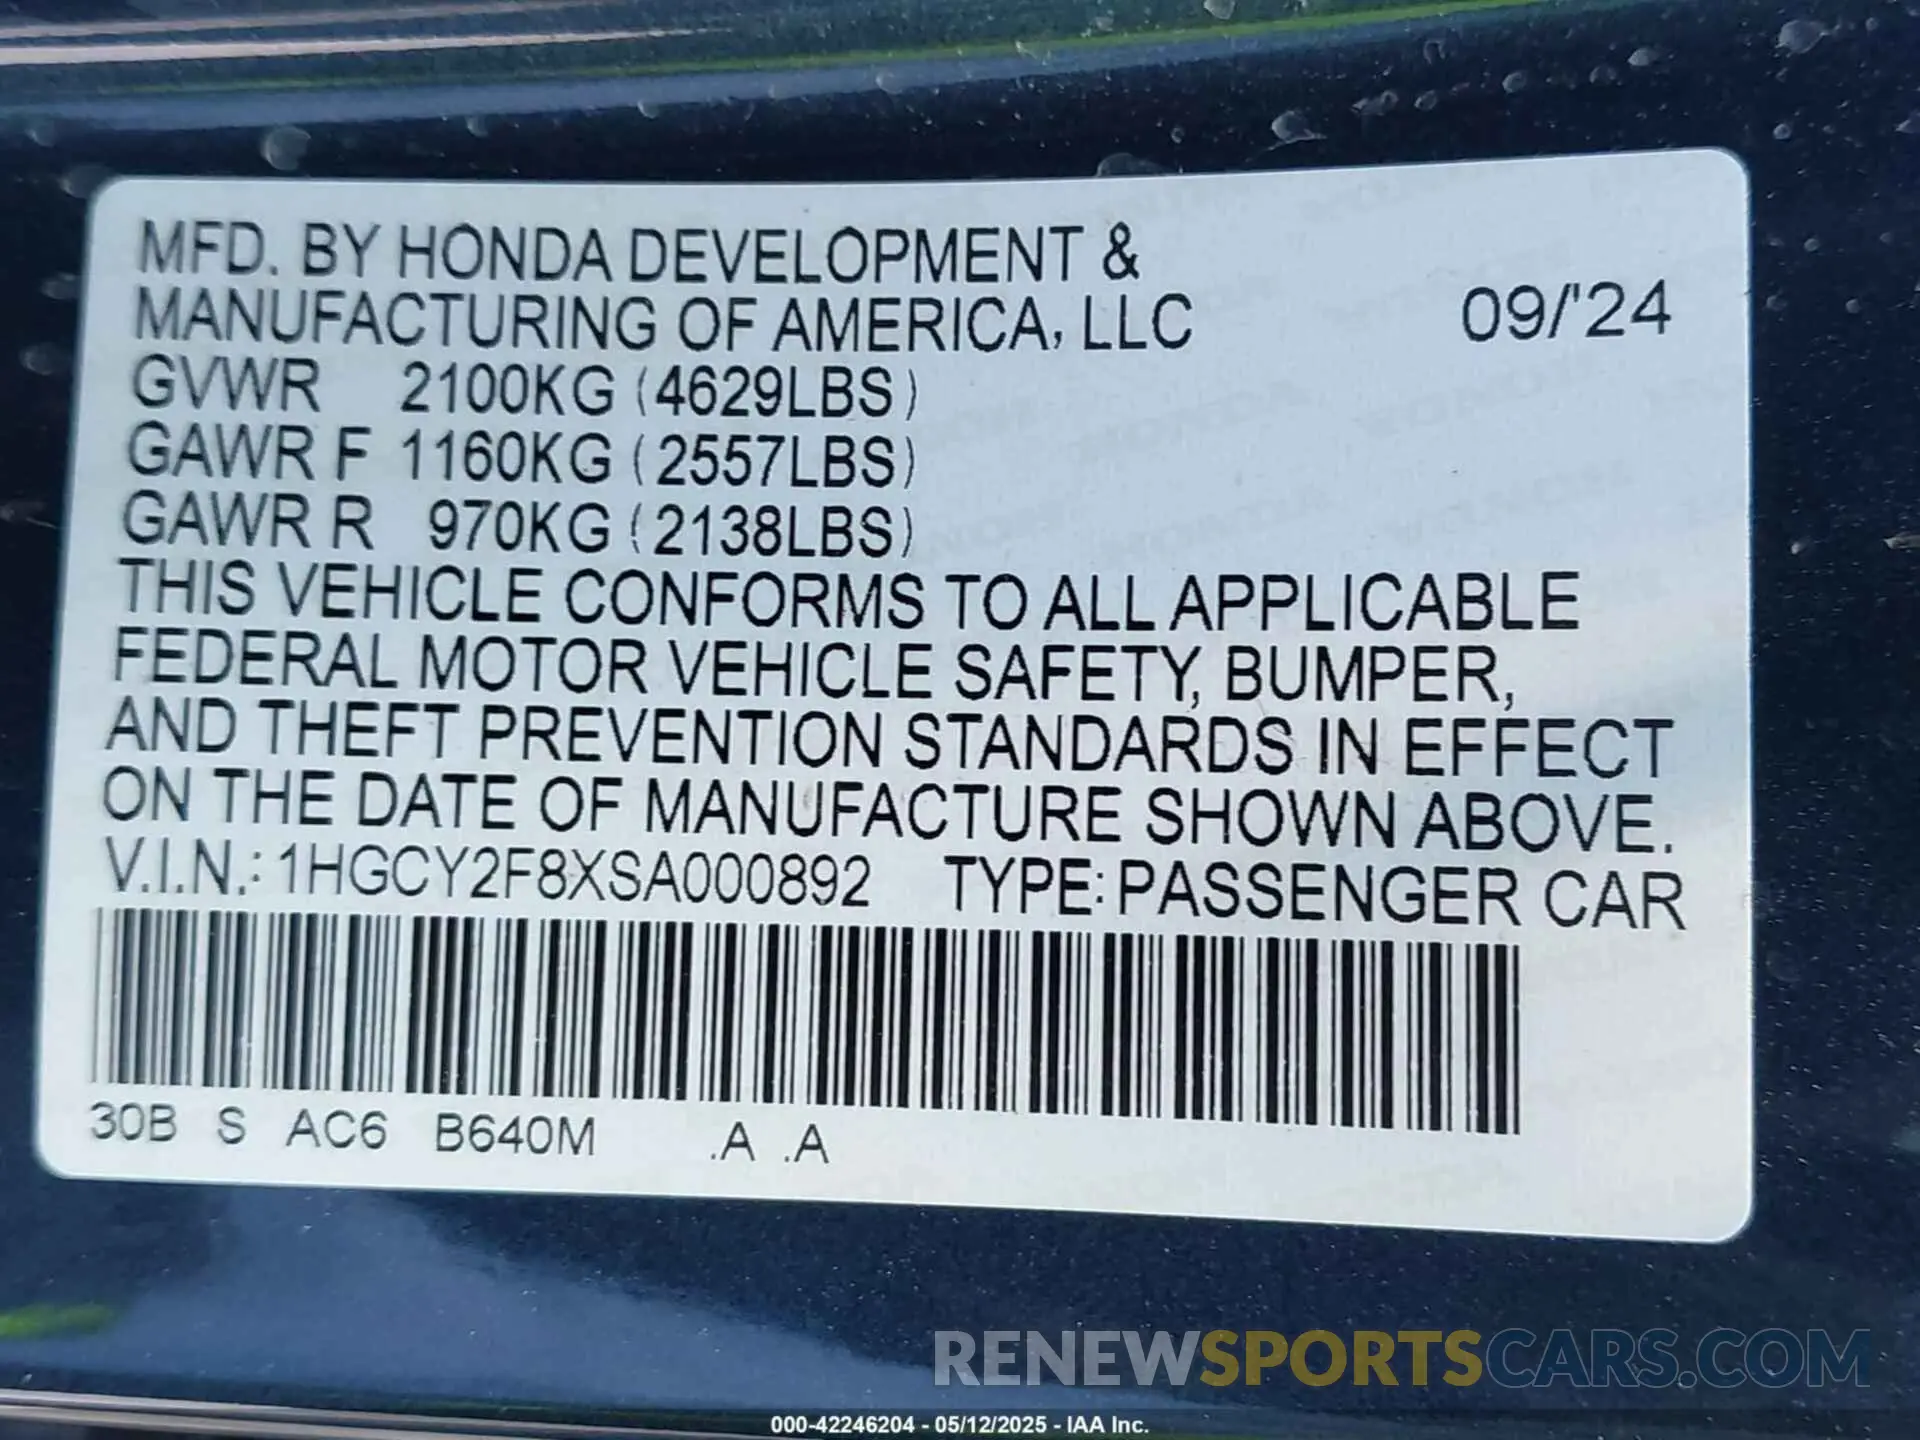 MFD. BY HONDA DEVELOPMENT &
MANUFACTURING OF AMERICA, LLC 09/'24
GVWR 2100KG (4629LBS)
GAWR F 1160KG (2557LBS)
GAWR R 970KG (2138LBS)
THIS VEHICLE CONFORMS TO ALL APPLICABLE
FEDERAL MOTOR VEHICLE SAFETY, BUMPER,
AND THEFT PREVENTION STANDARDS IN EFFECT
ON THE DATE OF MANUFACTURE SHOWN ABOVE.
V.I.N.: 1HGCY2F8XSA000892 TYPE: PASSENGER CAR
30B S AC6 B640M .A .A
RENEWSPORTSCARS.COM
000-42246204 - 05/12/2025 - IAA Inc.